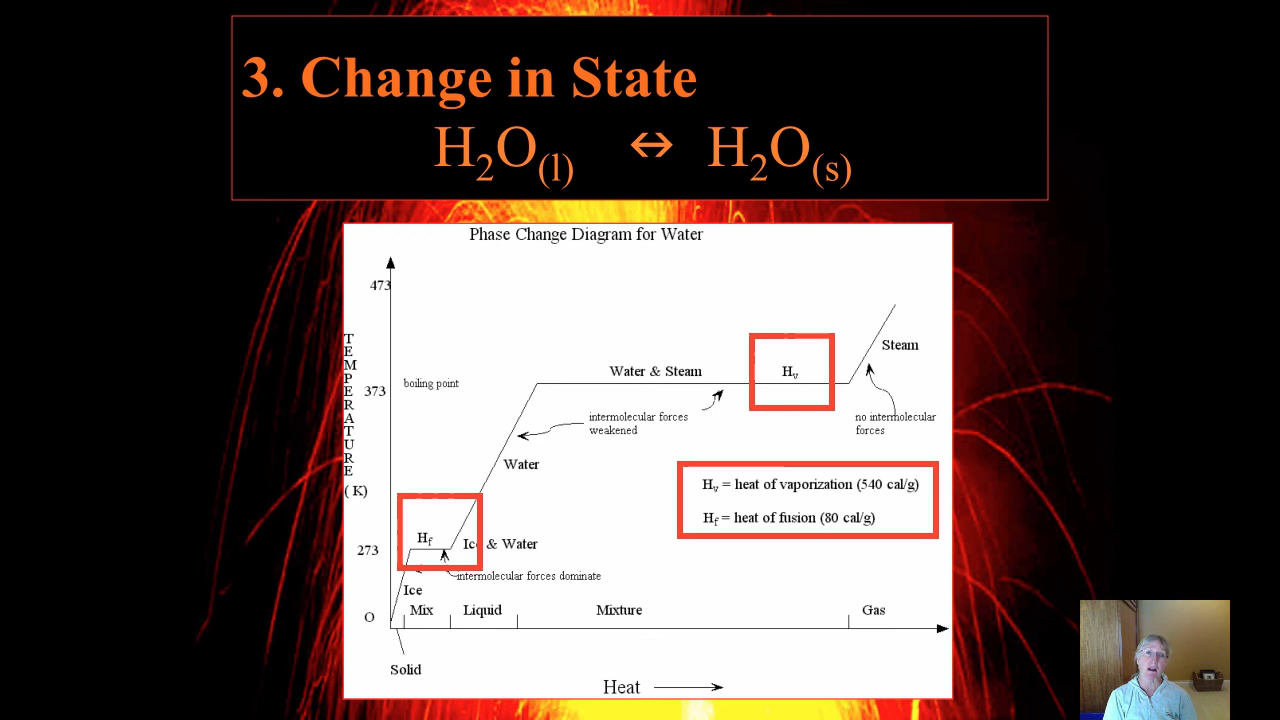 3. Change in State
H₂O₍l₎ ↔ H₂O₍s₎
Phase Change Diagram for Water
473
TEMPERATURE
(K)
Steam
Water & Steam
Hᵥ
boiling point
373
intermolecular forces
weakened
no intermolecular
forces
Water
Hᵥ = heat of vaporization (540 cal/g)
H_f = heat of fusion (80 cal/g)
H_f
Ice & Water
273
intermolecular forces dominate
Ice
O
Mix
Liquid
Mixture
Gas
Solid
Heat